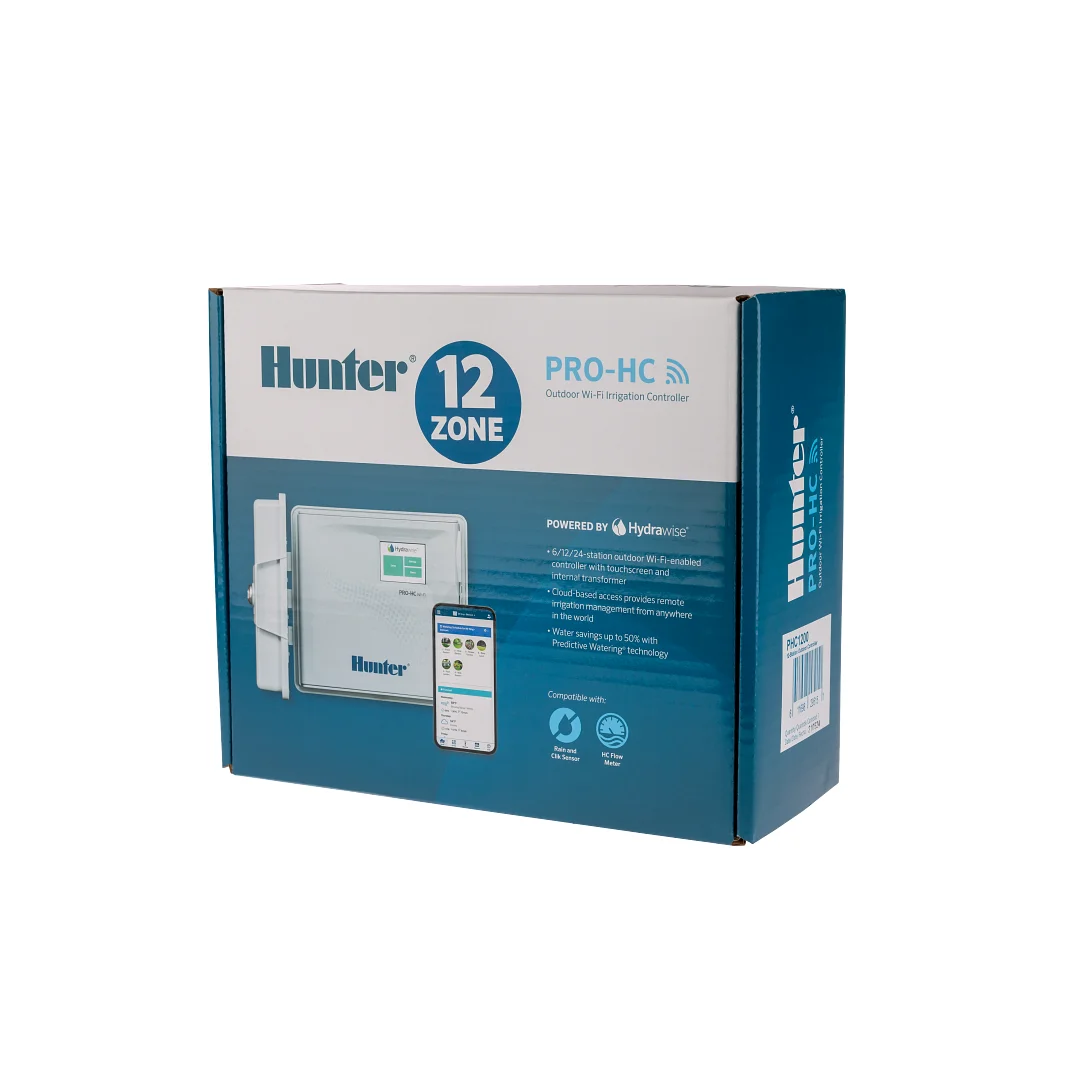 Hunter®
12
ZONE
PRO-HC
Outdoor Wi-Fi Irrigation Controller
POWERED BY Hydrawise®
• 6/12/24-station outdoor Wi-Fi-enabled
controller with touchscreen and
internal transformer
• Cloud-based access provides remote
irrigation management from anywhere
in the world
• Water savings up to 50% with
Predictive Watering® technology
Hydrawise
PRO-HC
Hunter®
Compatible with:
Rain and
Clik Sensor
HC Flow
Meter
Hunter®
PRO-HC
Outdoor Wi-Fi Irrigation Controller
PHC1200